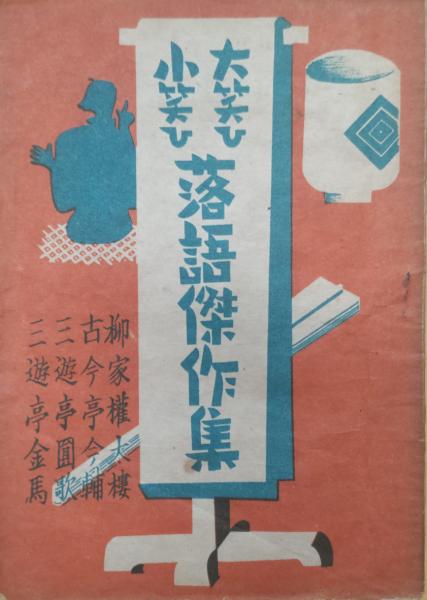 大笑ひ
小笑ひ
落語傑作集
柳家權太樓
古今亭今輔
三遊亭圓歌
三遊亭金馬